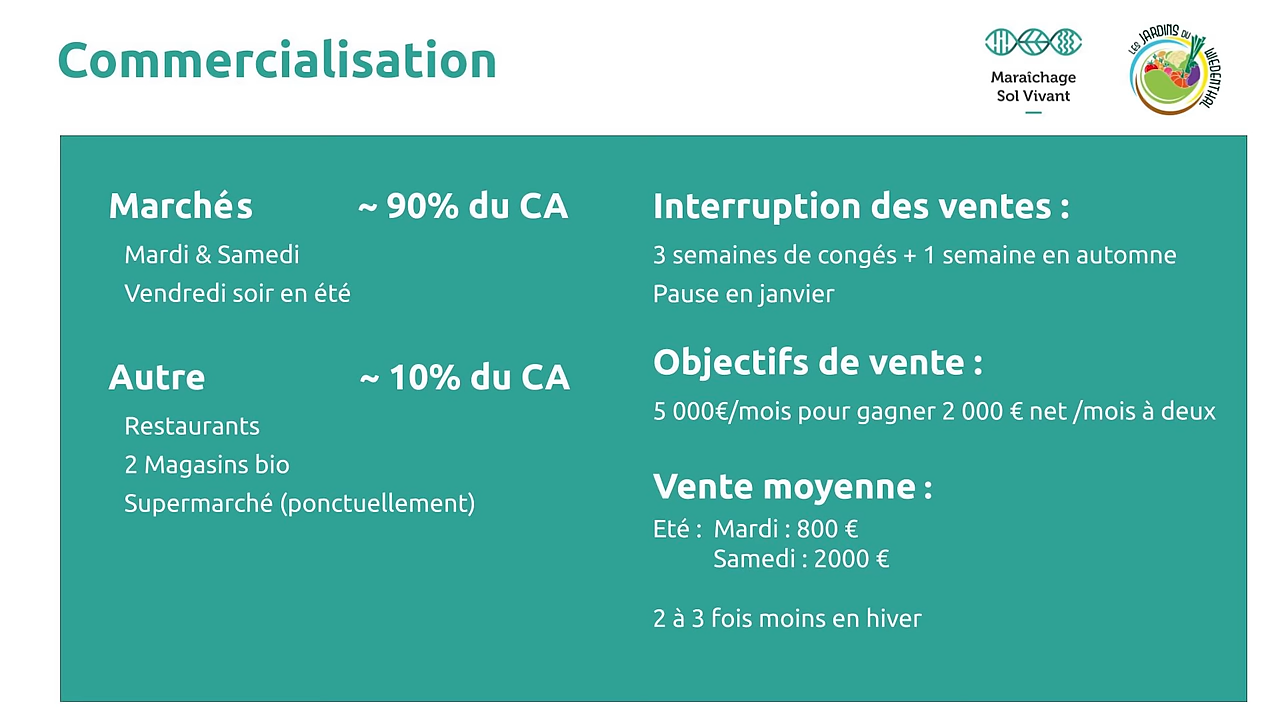 Commercialisation
Maraîchage
Sol Vivant
LES JARDINS DU WIEDENTHAL
Marchés ~ 90% du CA
Mardi & Samedi
Vendredi soir en été
Autre ~ 10% du CA
Restaurants
2 Magasins bio
Supermarché (ponctuellement)
Interruption des ventes :
3 semaines de congés + 1 semaine en automne
Pause en janvier
Objectifs de vente :
5 000€/mois pour gagner 2 000 € net /mois à deux
Vente moyenne :
Eté : Mardi : 800 €
Samedi : 2000 €
2 à 3 fois moins en hiver